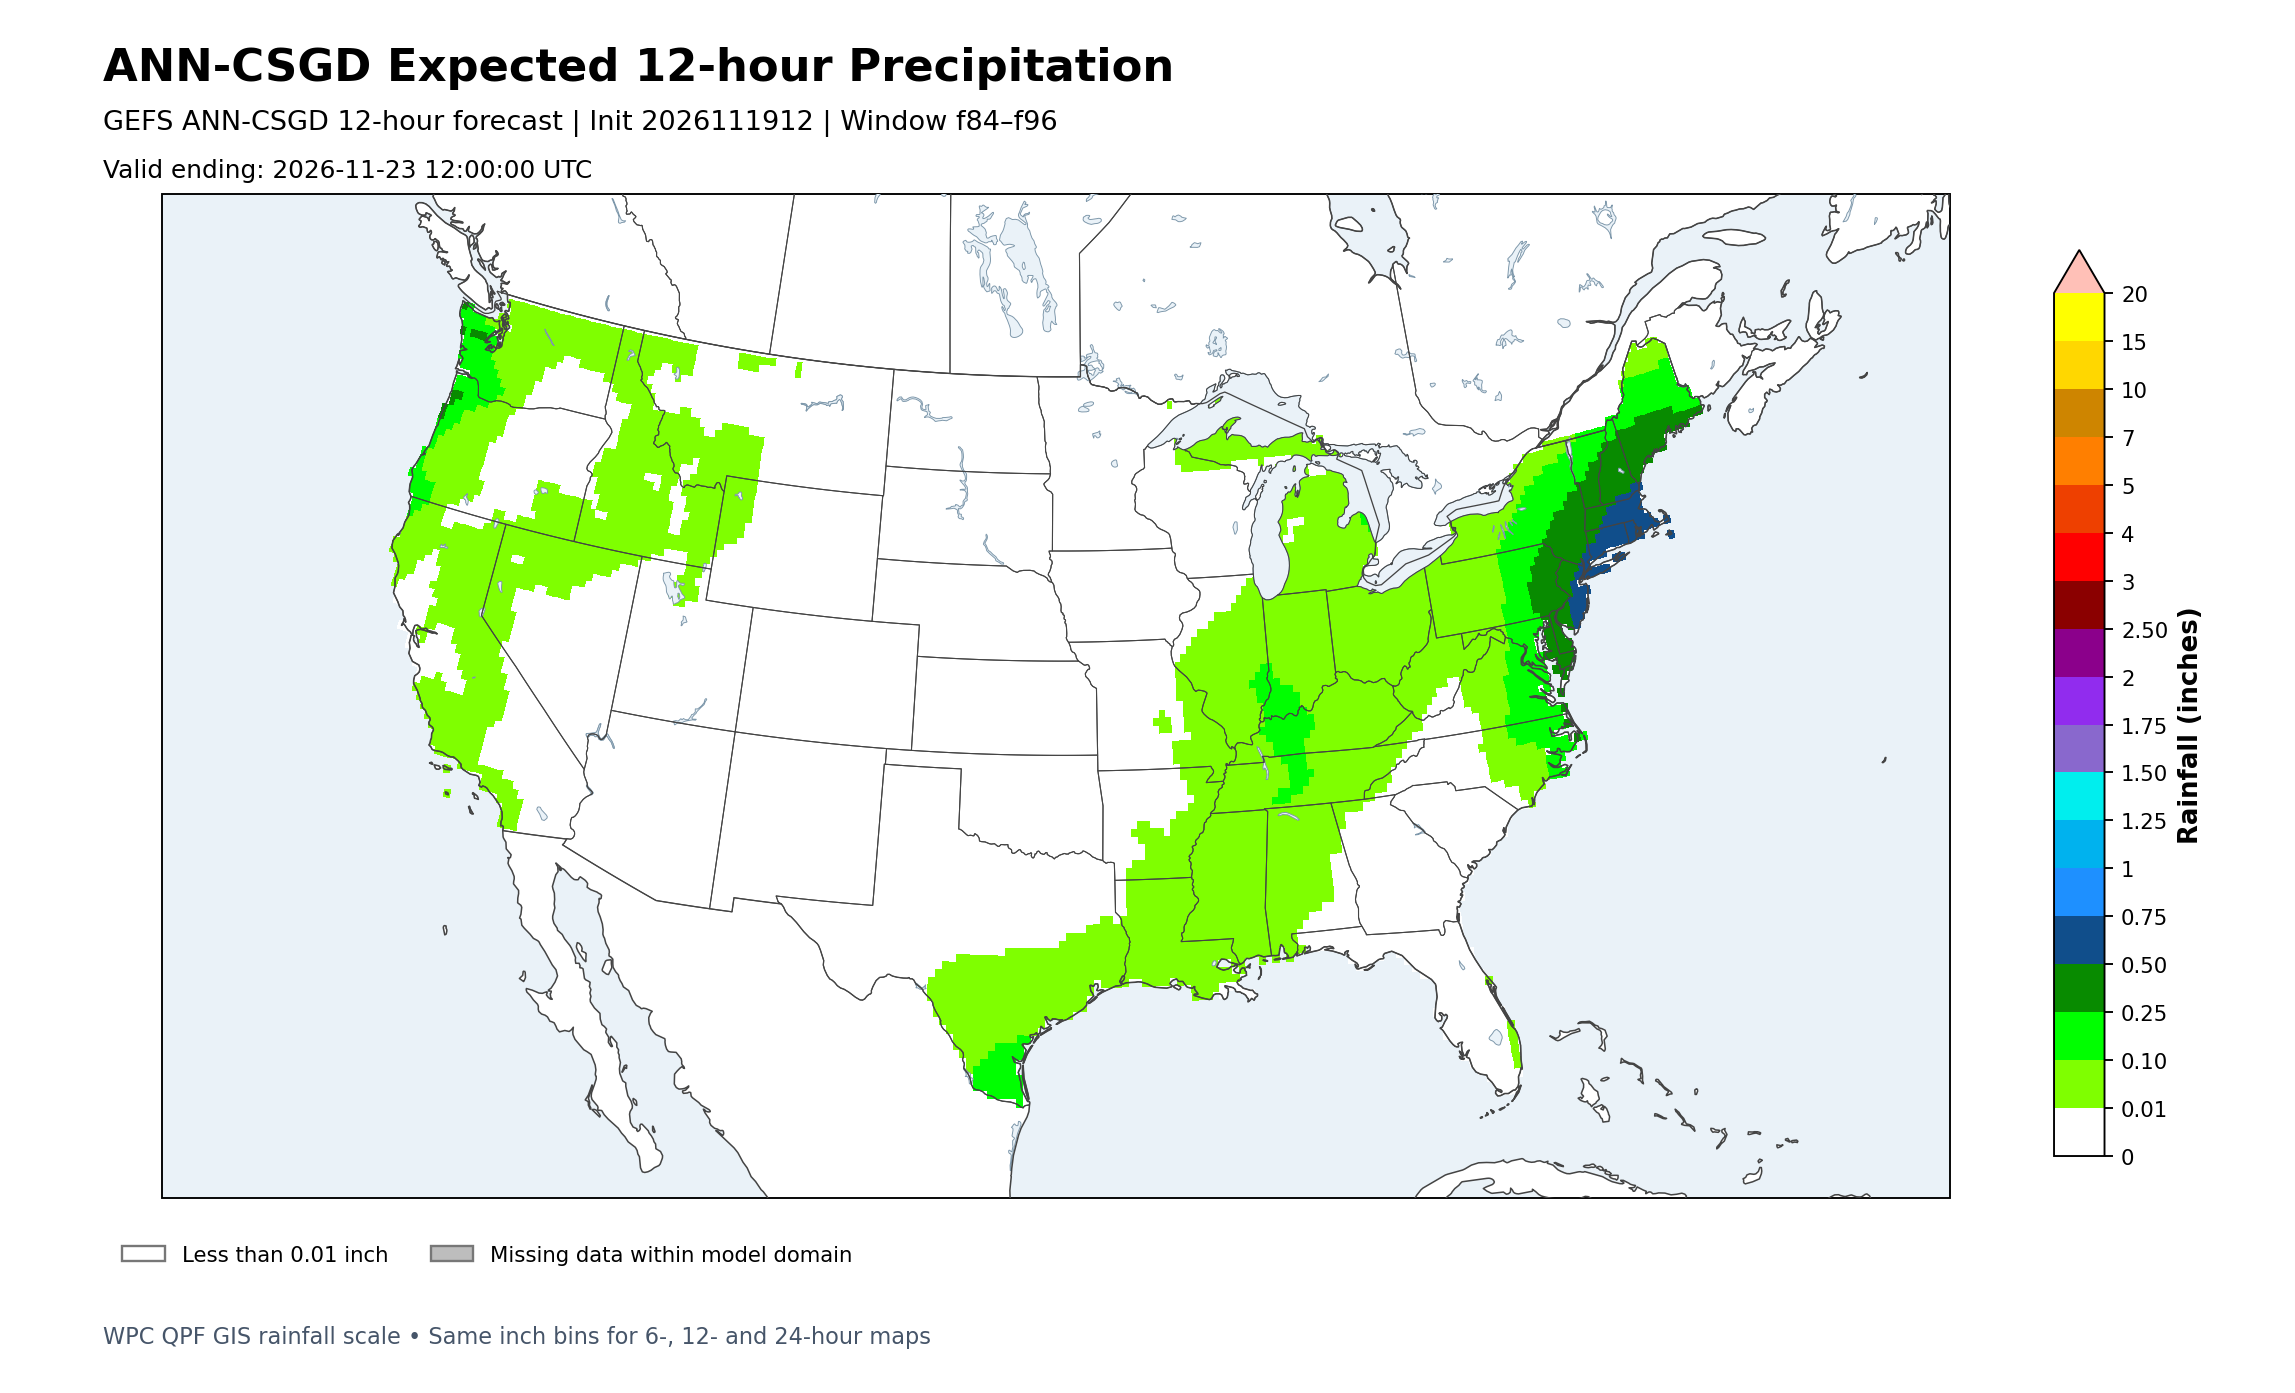 ANN-CSGD Expected 12-hour Precipitation
GEFS ANN-CSGD 12-hour forecast | Init 2026111912 | Window f84–f96
Valid ending: 2026-11-23 12:00:00 UTC
20
15
10
7
5
4
3
2.50
2
1.75
1.50
1.25
1
0.75
0.50
0.25
0.10
0.01
0
Rainfall (inches)
Less than 0.01 inch
Missing data within model domain
WPC QPF GIS rainfall scale • Same inch bins for 6-, 12- and 24-hour maps